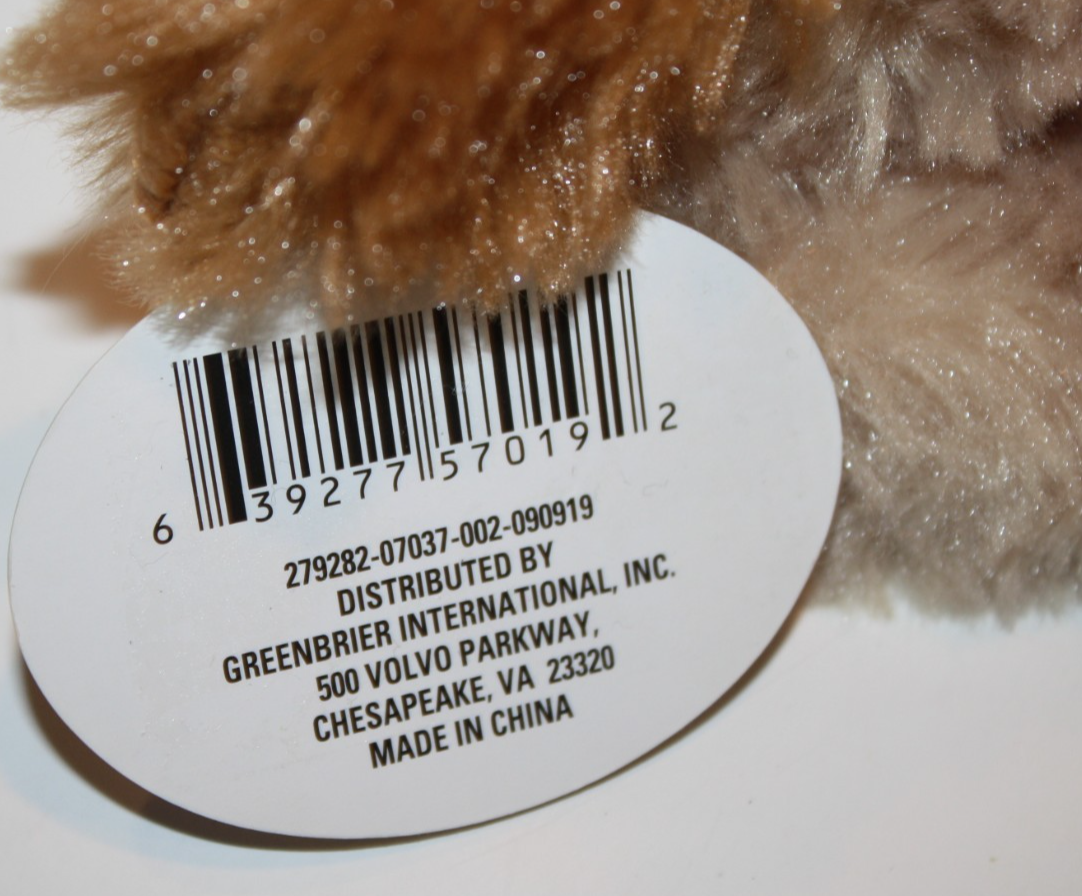 6 39277 57019 2
279282-07037-002-090919
DISTRIBUTED BY
GREENBRIER INTERNATIONAL, INC.
500 VOLVO PARKWAY,
CHESAPEAKE, VA 23320
MADE IN CHINA